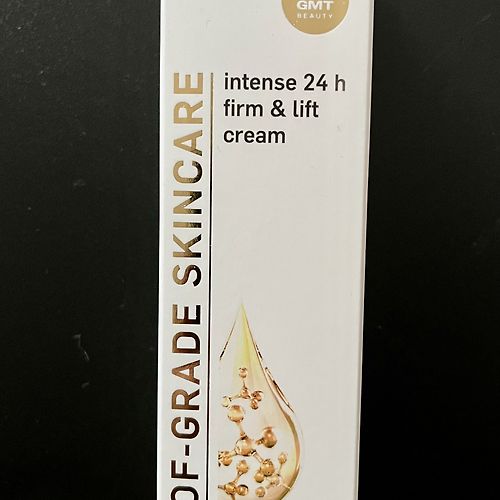 GMT
BEAUTY
intense 24 h
firm & lift
cream
OF-GRADE SKINCARE